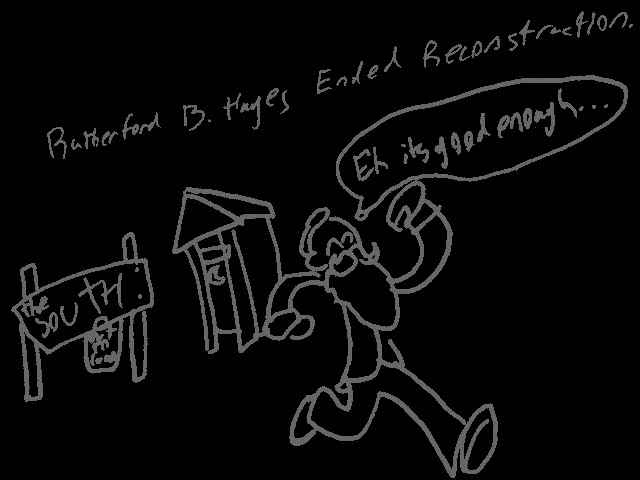 Rutherford B. Hayes Ended Reconstruction.
Eh its good enough...
The
SOUTH: